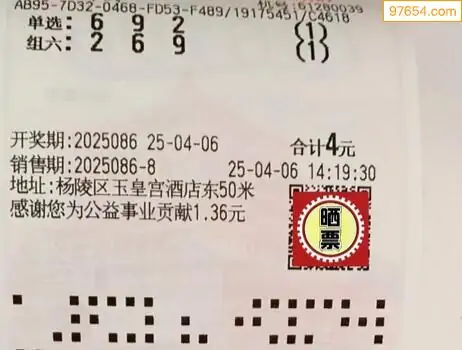 97654.com
AB95-7D32-0468-FD53-F489/19175451/C4618
单选: 6 9 2 (1)
组六: 2 6 9 (1)
开奖期:2025086 25-04-06 合计4元
销售期:2025086-8 25-04-06 14:19:30
地址:杨陵区玉皇宫酒店东50米
感谢您为公益事业贡献1.36元
晒票